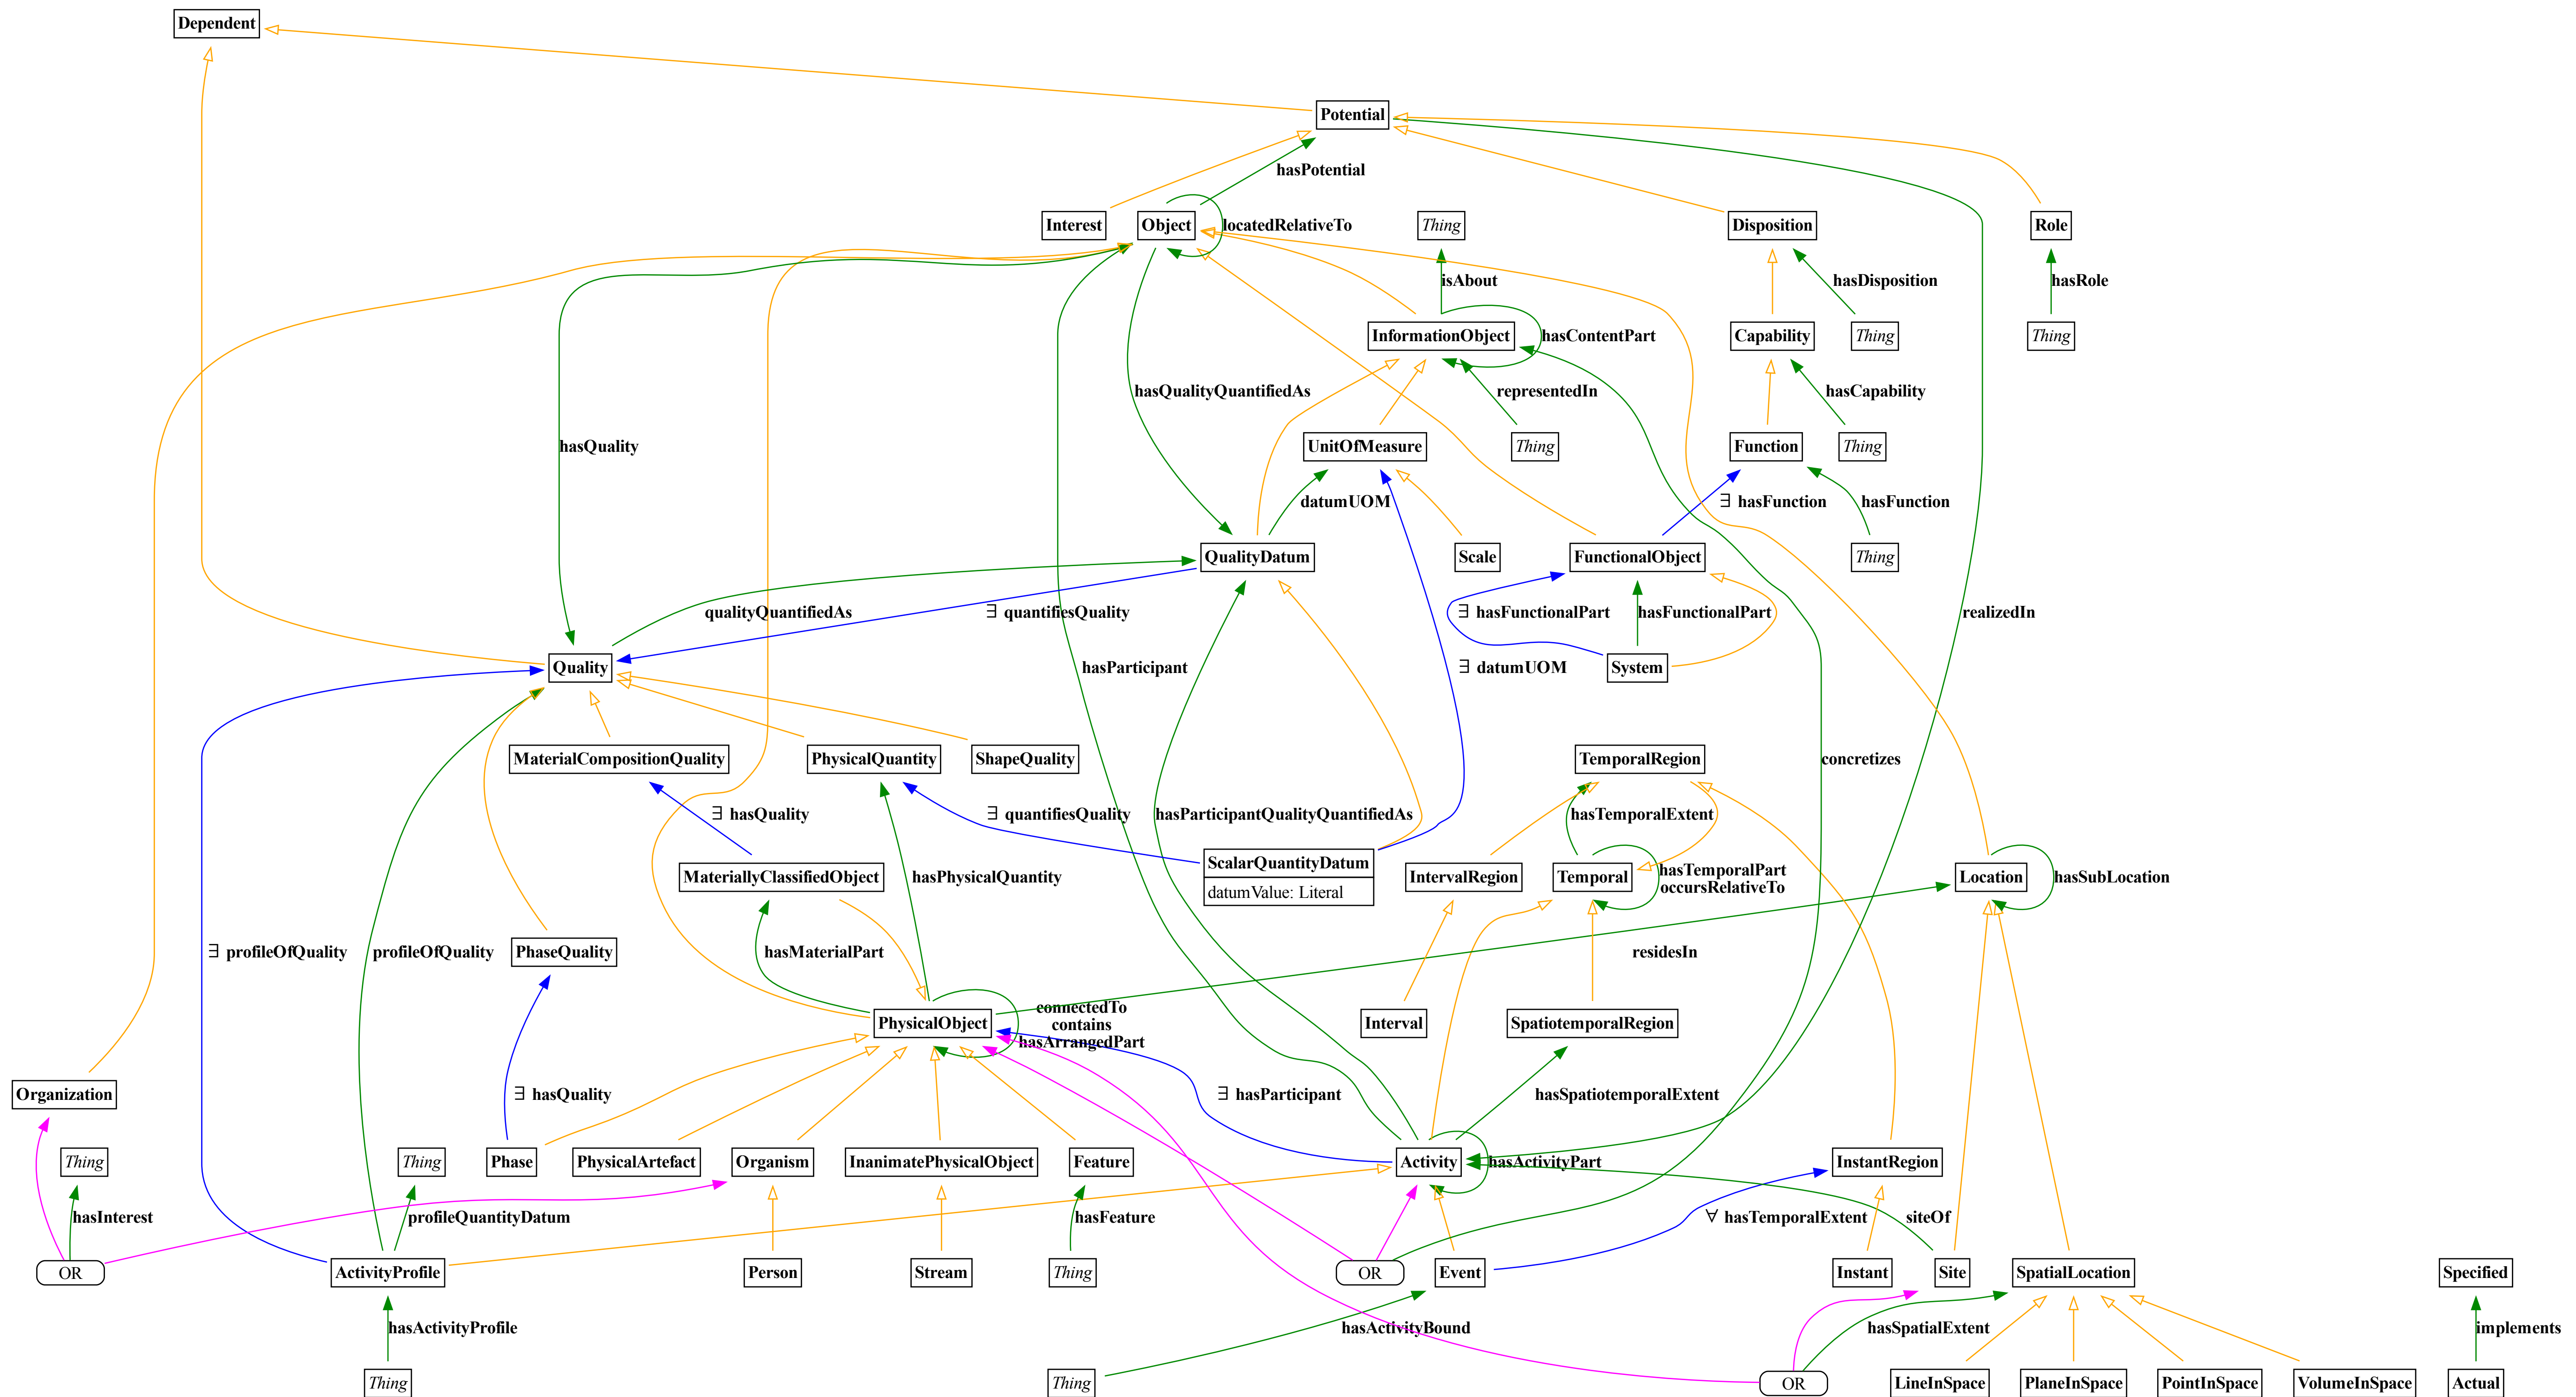 Dependent
Potential
hasPotential
Interest
Object
locatedRelativeTo
Thing
Disposition
Role
isAbout
hasDisposition
hasRole
InformationObject
hasContentPart
Capability
Thing
Thing
hasQualityQuantifiedAs
representedIn
hasCapability
hasQuality
UnitOfMeasure
Thing
Function
Thing
datumUOM
∃ hasFunction
hasFunction
QualityDatum
Scale
FunctionalObject
Thing
qualityQuantifiedAs
∃ quantifiesQuality
∃ hasFunctionalPart
hasFunctionalPart
realizedIn
Quality
hasParticipant
∃ datumUOM
System
MaterialCompositionQuality
PhysicalQuantity
ShapeQuality
TemporalRegion
concretizes
∃ hasQuality
∃ quantifiesQuality
hasParticipantQualityQuantifiedAs
hasTemporalExtent
MateriallyClassifiedObject
hasPhysicalQuantity
ScalarQuantityDatum
datumValue: Literal
IntervalRegion
Temporal
hasTemporalPart
occursRelativeTo
Location
hasSubLocation
∃ profileOfQuality
profileOfQuality
PhaseQuality
hasMaterialPart
residesIn
PhysicalObject
connectedTo
contains
hasArrangedPart
Interval
SpatiotemporalRegion
Organization
∃ hasQuality
∃ hasParticipant
hasSpatiotemporalExtent
Thing
Thing
Phase
PhysicalArtefact
Organism
InanimatePhysicalObject
Feature
Activity
hasActivityPart
InstantRegion
hasInterest
profileQuantityDatum
hasFeature
∀ hasTemporalExtent
siteOf
OR
ActivityProfile
Person
Stream
Thing
OR
Event
Instant
Site
SpatialLocation
Specified
hasActivityProfile
hasActivityBound
hasSpatialExtent
implements
Thing
Thing
OR
LineInSpace
PlaneInSpace
PointInSpace
VolumeInSpace
Actual